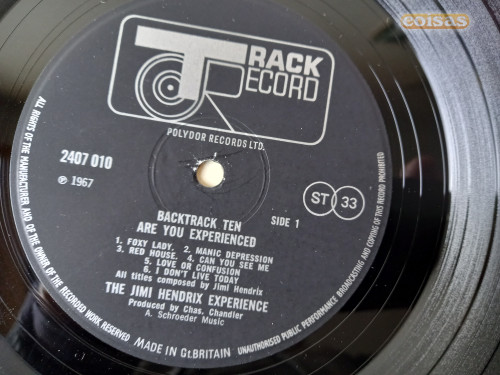 coisas
TRACK
RECORD
POLYDOR RECORDS LTD.
2407 010
℗ 1967
SIDE 1
ST 33
BACKTRACK TEN
ARE YOU EXPERIENCED
1. FOXY LADY. 2. MANIC DEPRESSION
3. RED HOUSE. 4. CAN YOU SEE ME
5. LOVE OR CONFUSION
6. I DON'T LIVE TODAY
All titles composed by Jimi Hendrix
THE JIMI HENDRIX EXPERIENCE
Produced by Chas. Chandler
A. Schroeder Music
ALL RIGHTS OF THE MANUFACTURER AND OF THE OWNER OF THE RECORDED WORK RESERVED
MADE IN Gt.BRITAIN
UNAUTHORISED PUBLIC PERFORMANCE BROADCASTING AND COPYING OF THIS RECORD PROHIBITED